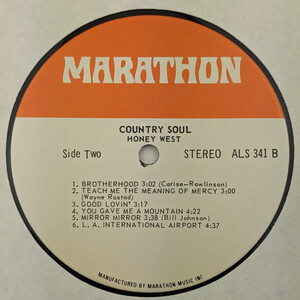 MARATHON
COUNTRY SOUL
HONEY WEST
Side Two STEREO ALS 341 B
1. BROTHERHOOD 3:02 (Carise-Rawlinson)
2. TEACH ME THE MEANING OF MERCY 3:00
(Wayne Rostad)
3. GOOD LOVIN' 3:17
4. YOU GAVE ME A MOUNTAIN 4:22
5. MIRROR MIRROR 3:38 (Bill Johnson)
6. L. A. INTERNATIONAL AIRPORT 4:37
MANUFACTURED BY MARATHON MUSIC INC